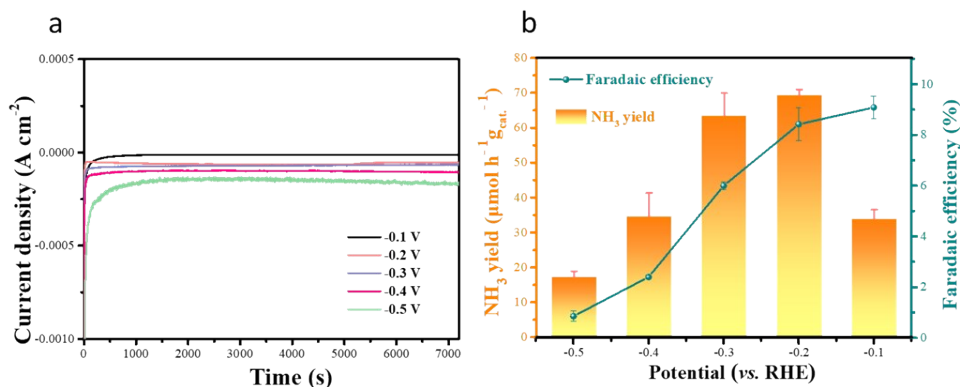 a
Current density (A cm⁻²)
0.0005
0.0000
-0.0005
-0.0010
-0.1 V
-0.2 V
-0.3 V
-0.4 V
-0.5 V
0 1000 2000 3000 4000 5000 6000 7000
Time (s)
b
NH₃ yield (μmol h⁻¹g_cat.⁻¹)
80
70
60
50
40
30
20
10
0
Faradaic efficiency
NH₃ yield
-0.5 -0.4 -0.3 -0.2 -0.1
Potential (vs. RHE)
10
8
6
4
2
0
Faradaic efficiency (%)